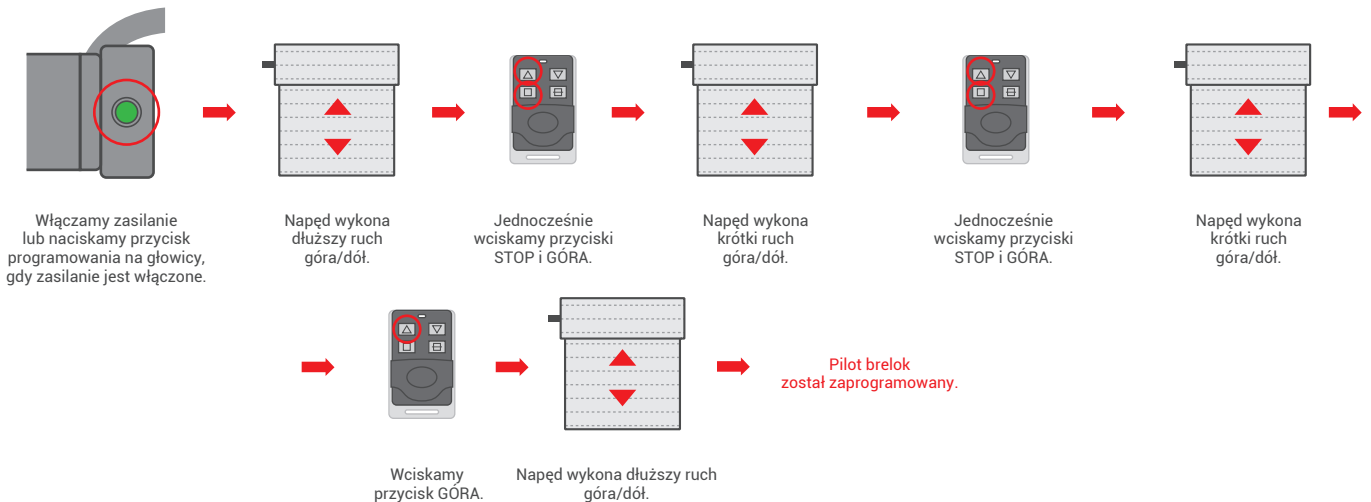 Włączamy zasilanie
lub naciskamy przycisk
programowania na głowicy,
gdy zasilanie jest włączone.
Napęd wykona
dłuższy ruch
góra/dół.
Jednocześnie
wciskamy przyciski
STOP i GÓRA.
Napęd wykona
krótki ruch
góra/dół.
Jednocześnie
wciskamy przyciski
STOP i GÓRA.
Napęd wykona
krótki ruch
góra/dół.
Pilot brelok
został zaprogramowany.
Wciskamy
przycisk GÓRA.
Napęd wykona dłuższy ruch
góra/dół.